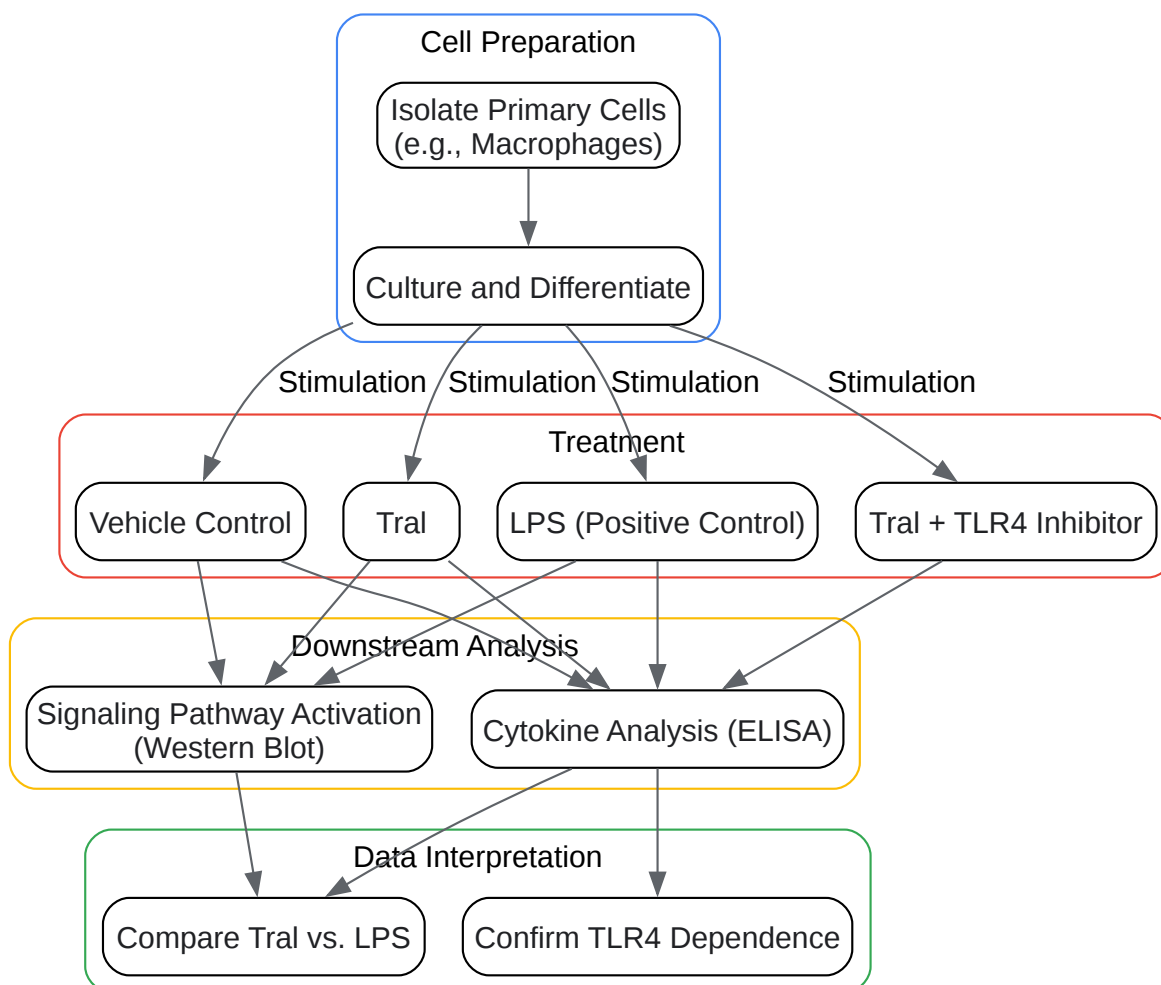 Cell Preparation
Isolate Primary Cells
(e.g., Macrophages)
Culture and Differentiate
Stimulation
Stimulation
Stimulation
Stimulation
Treatment
Vehicle Control
Tral
LPS (Positive Control)
Tral + TLR4 Inhibitor
Downstream Analysis
Signaling Pathway Activation
(Western Blot)
Cytokine Analysis (ELISA)
Data Interpretation
Compare Tral vs. LPS
Confirm TLR4 Dependence